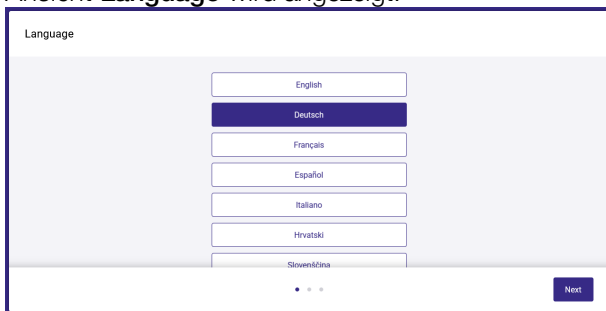 Ansicht Language wird angezeigt.
Language
English
Deutsch
Français
Español
Italiano
Hrvatski
Slovenščina
Next